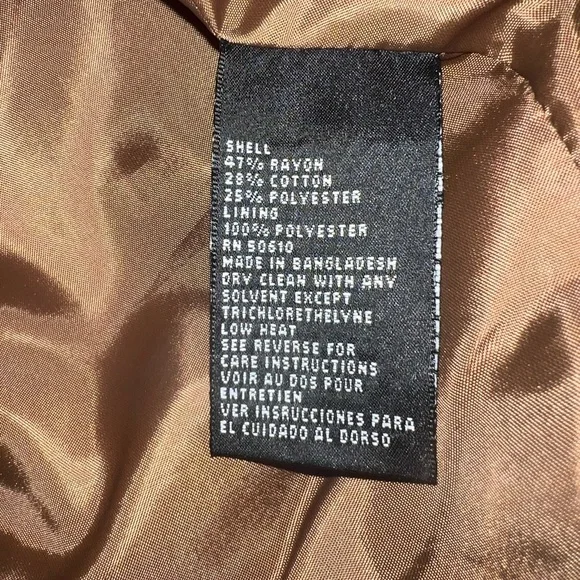 SHELL
47% RAYON
28% COTTON
25% POLYESTER
LINING
100% POLYESTER
RN 50610
MADE IN BANGLADESH
DRY CLEAN WITH ANY
SOLVENT EXCEPT
TRICHLORETHELYNE
LOW HEAT
SEE REVERSE FOR
CARE INSTRUCTIONS
VOIR AU DOS POUR
ENTRETIEN
VER INSRUCCIONES PARA
EL CUIDADO AL DORSO